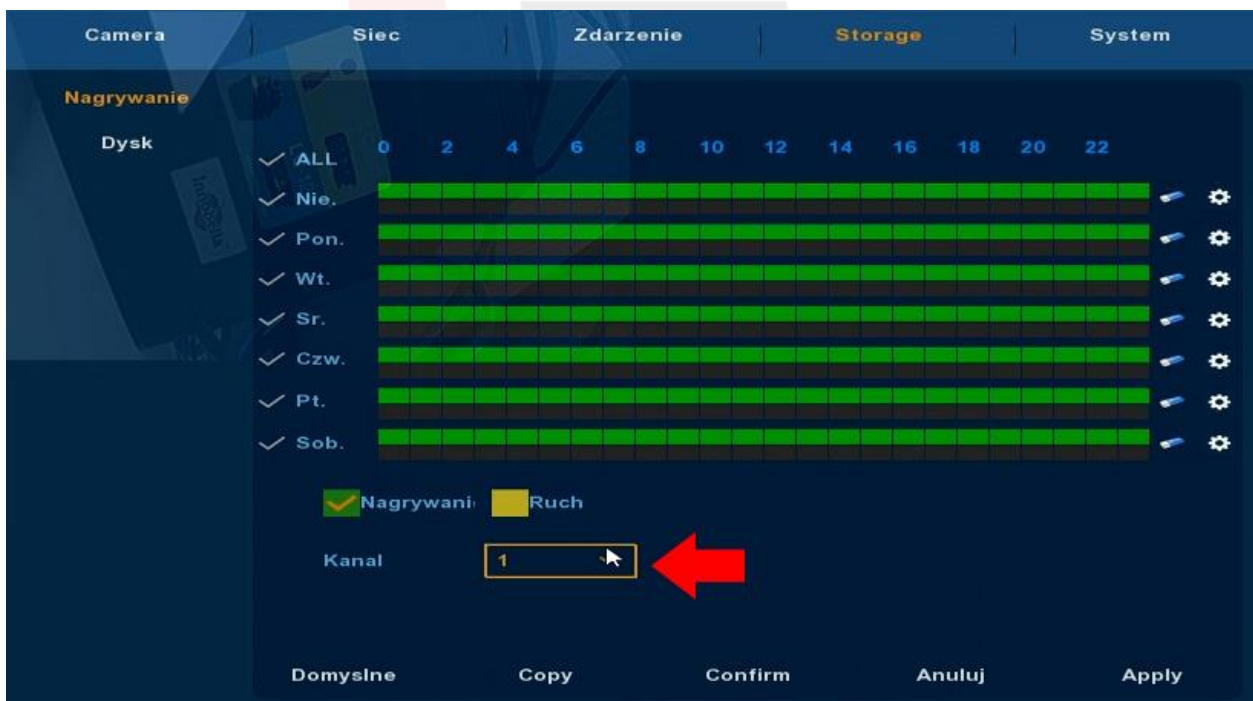 Camera Siec Zdarzenie Storage System
Nagrywanie
Dysk
0 2 4 6 8 10 12 14 16 18 20 22
ALL
Nie.
Pon.
Wt.
Sr.
Czw.
Pt.
Sob.
Nagrywani Ruch
Kanal 1
Domyslne Copy Confirm Anuluj Apply